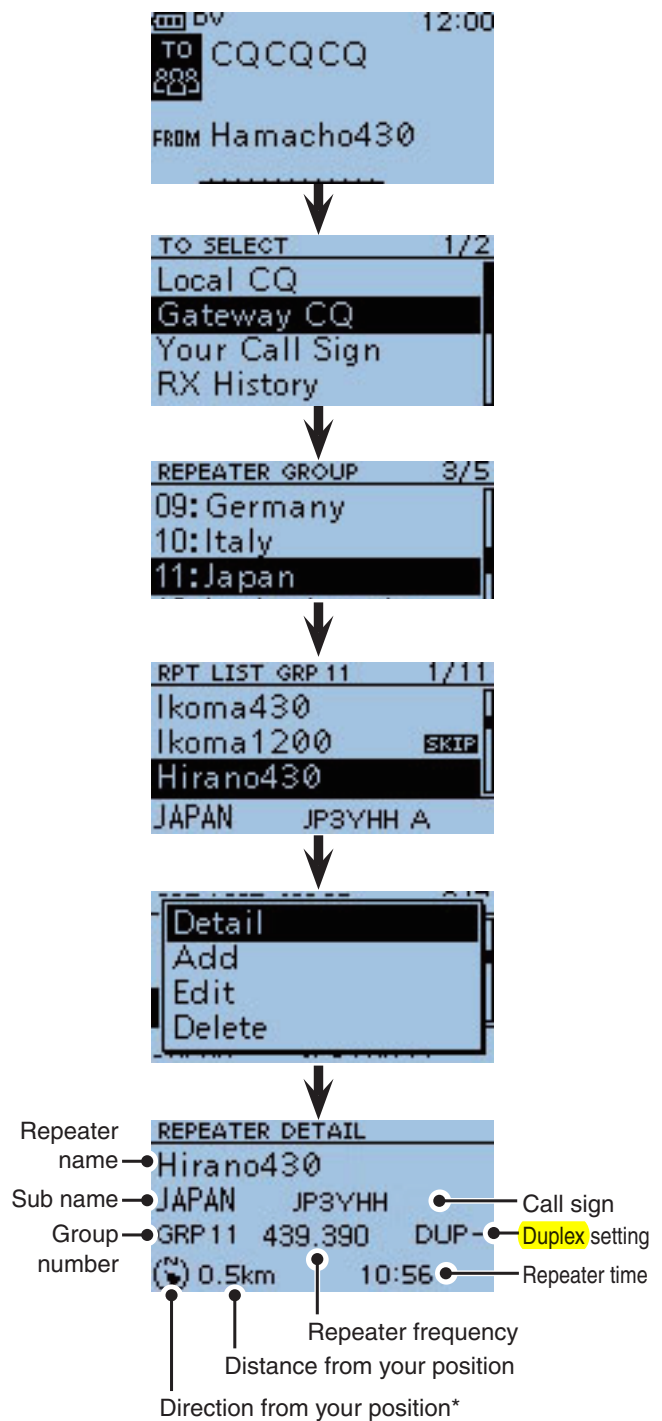 DV 12:00
TO CQCQCQ
FROM Hamacho430
TO SELECT 1/2
Local CQ
Gateway CQ
Your Call Sign
RX History
REPEATER GROUP 3/5
09:Germany
10:Italy
11:Japan
RPT LIST GRP 11 1/11
Ikoma430
Ikoma1200 SKIP
Hirano430
JAPAN JP3YHH A
Detail
Add
Edit
Delete
REPEATER DETAIL
Repeater name
Hirano430
Sub name
JAPAN JP3YHH
Call sign
Group number
GRP11 439.390 DUP-
Duplex setting
N 0.5km 10:56
Repeater time
Repeater frequency
Distance from your position
Direction from your position*